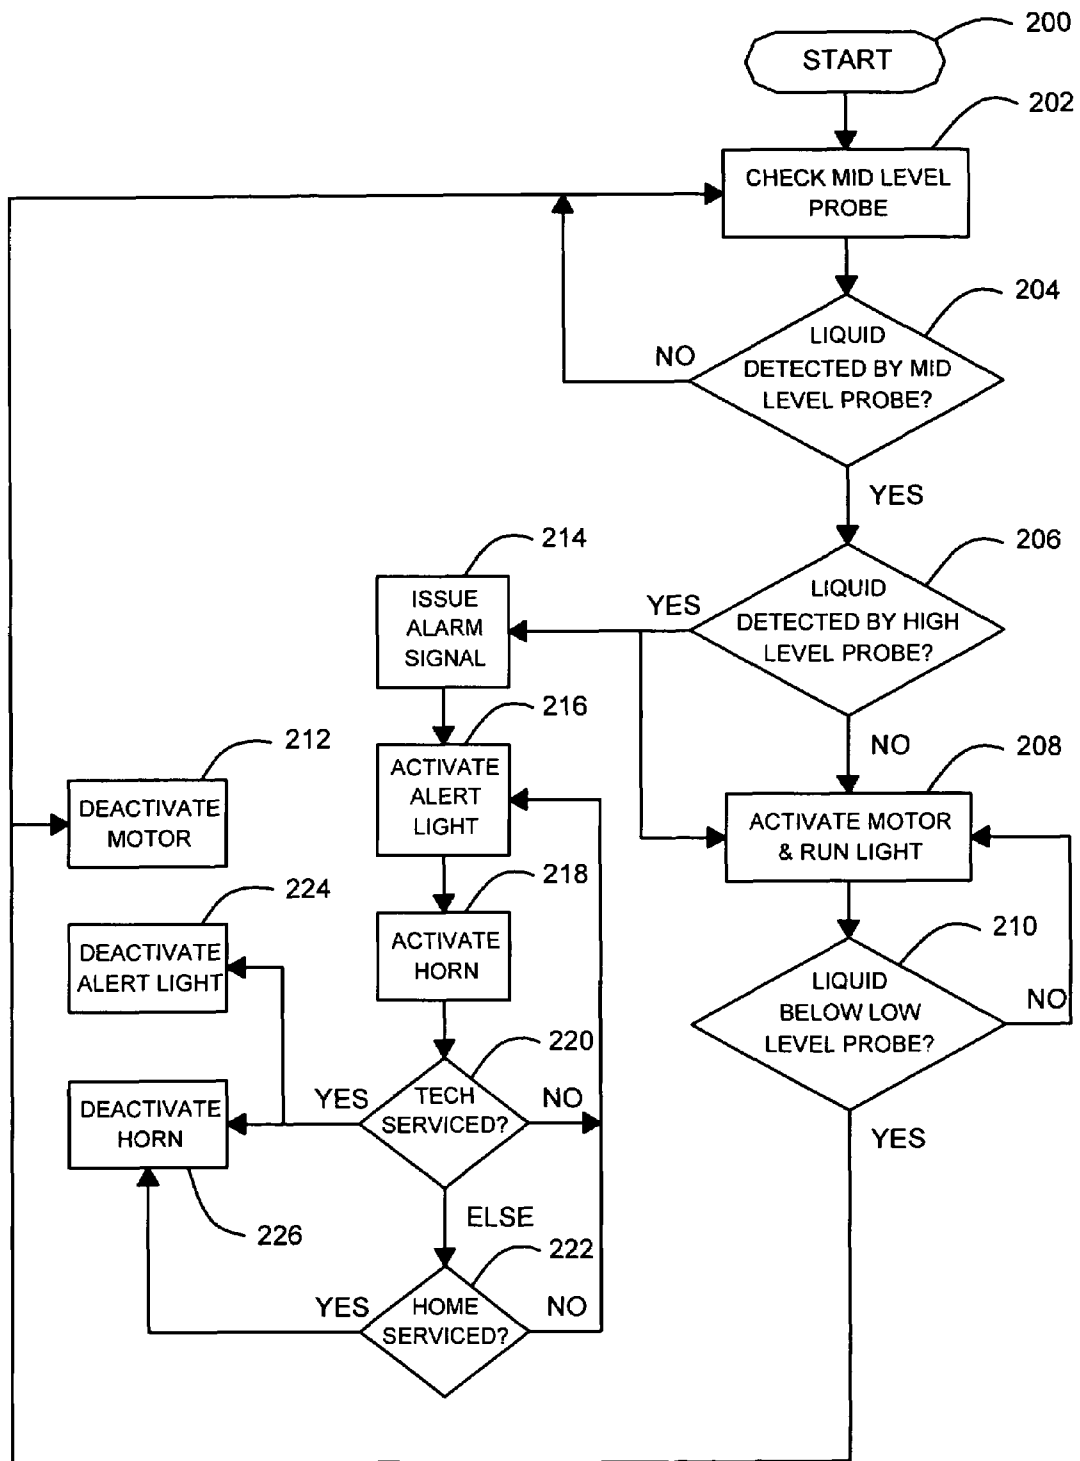 200
START
202
CHECK MID LEVEL
PROBE
204
LIQUID
DETECTED BY MID
LEVEL PROBE?
NO
YES
206
LIQUID
DETECTED BY HIGH
LEVEL PROBE?
YES
NO
214
ISSUE
ALARM
SIGNAL
216
ACTIVATE
ALERT
LIGHT
208
ACTIVATE MOTOR
& RUN LIGHT
212
DEACTIVATE
MOTOR
218
ACTIVATE
HORN
224
DEACTIVATE
ALERT LIGHT
210
LIQUID
BELOW LOW
LEVEL PROBE?
NO
YES
220
TECH
SERVICED?
YES
NO
DEACTIVATE
HORN
226
ELSE
222
HOME
SERVICED?
YES
NO